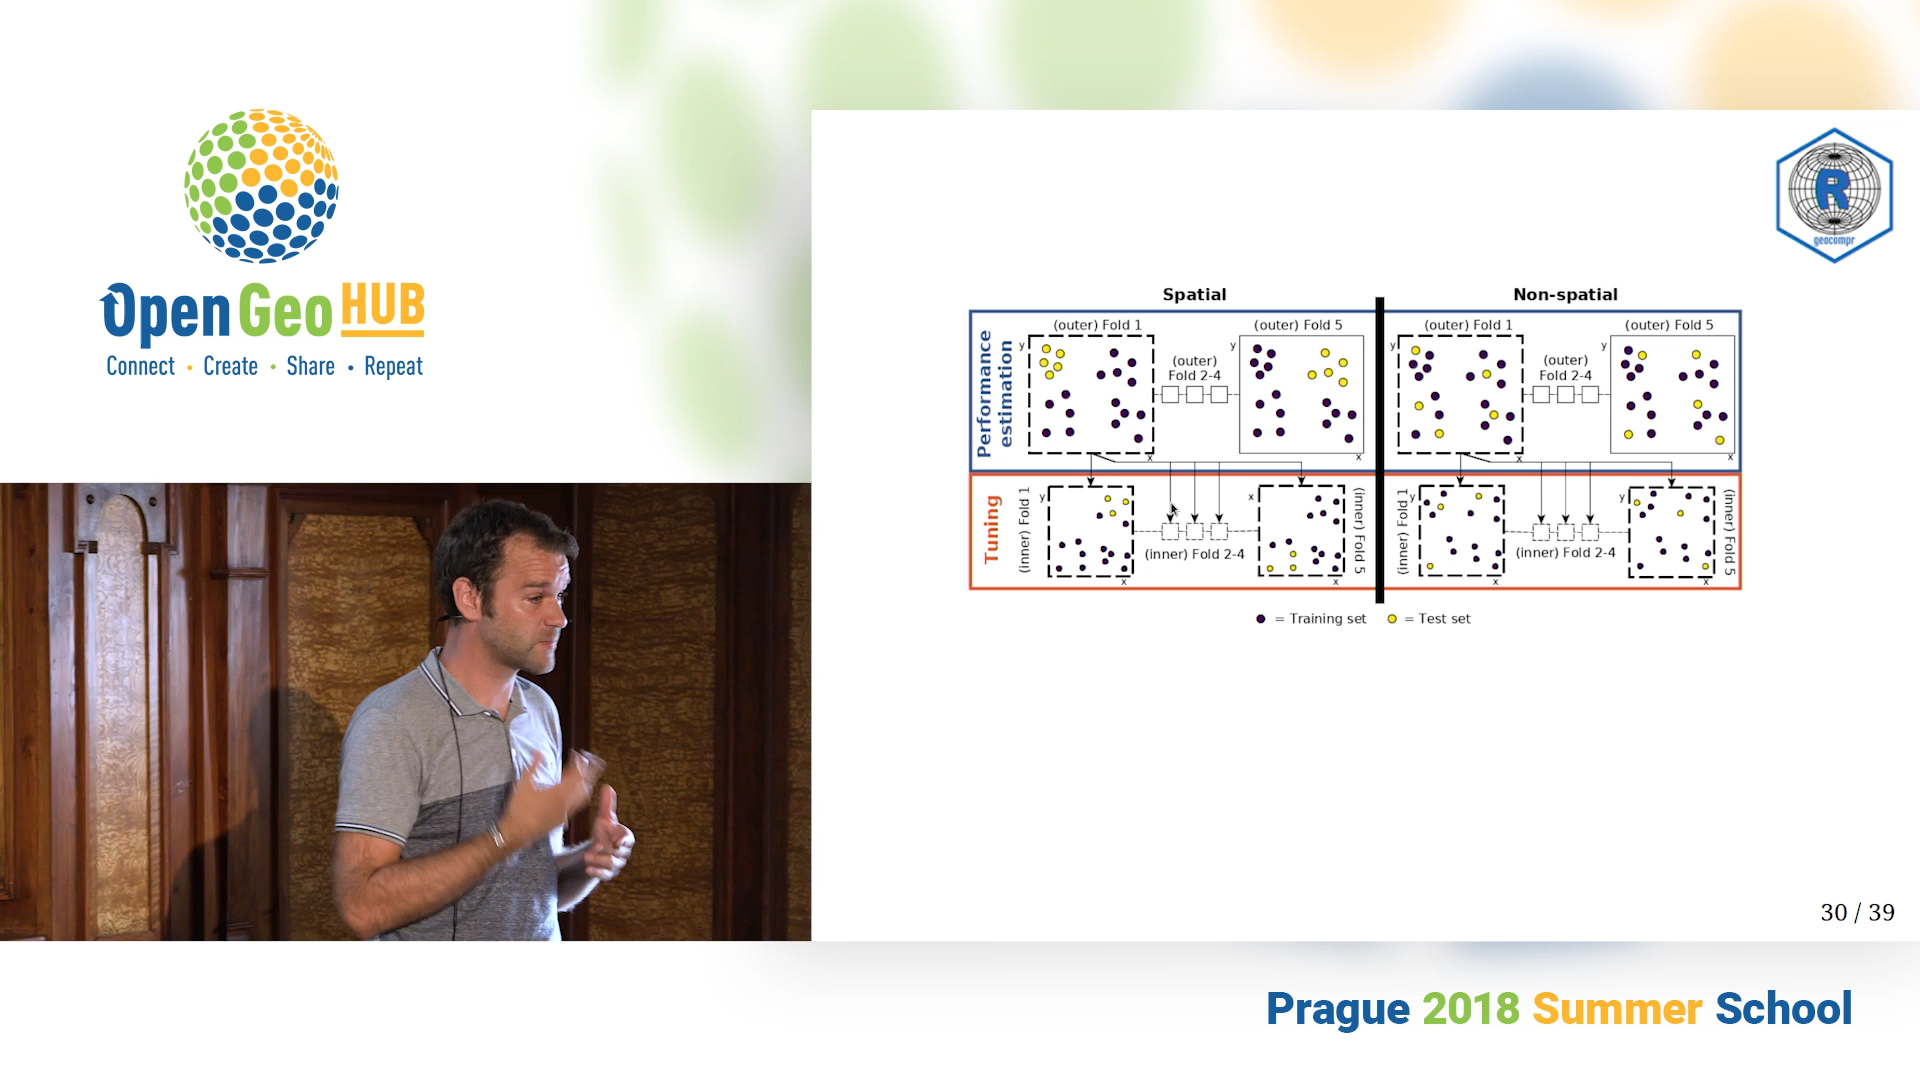 Open Geo HUB
Connect • Create • Share • Repeat
R
geocompr
Spatial
Non-spatial
Performance
estimation
(outer) Fold 1
y
x
(outer)
Fold 2-4
(outer) Fold 5
y
x
(outer) Fold 1
y
x
(outer)
Fold 2-4
(outer) Fold 5
y
x
Tuning
(inner) Fold 1
y
x
(inner) Fold 2-4
x
x
(inner) Fold 5
(inner) Fold 1
y
x
(inner) Fold 2-4
y
x
(inner) Fold 5
= Training set
= Test set
30 / 39
Prague 2018 Summer School